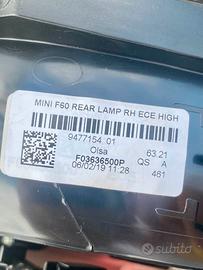 MINI F60 REAR LAMP RH ECE HIGH
9477154 01 63.21
Olsa
F03636500P QS A
06/02/19 11:28 481
subito